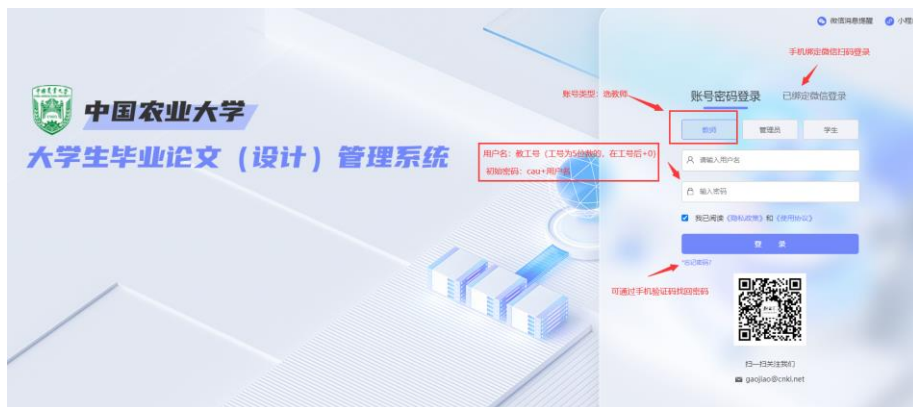 微信消息提醒 小程
手机绑定微信扫码登录
账号类型：选教师
账号密码登录 已绑定微信登录
教师 管理员 学生
中国农业大学
大学生毕业论文（设计）管理系统
用户名：教工号（工号为5位数的，在工号后+0）
初始密码：cau+用户名
请输入用户名
输入密码
我已阅读《隐私政策》和《使用协议》
登 录
忘记密码?
可通过手机验证码找回密码
扫一扫关注我们
gaojiao@cnki.net